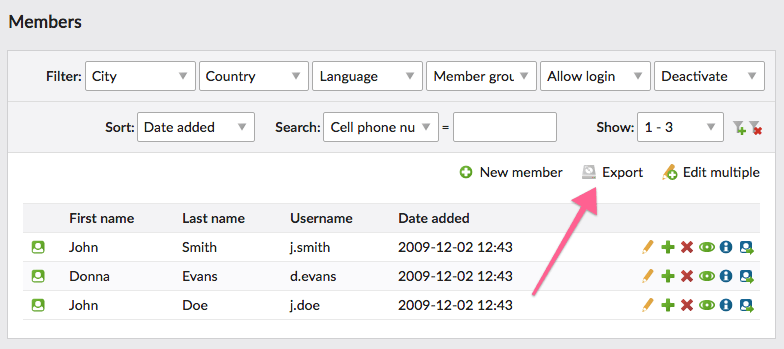 Members
Filter: City Country Language Member grou Allow login Deactivate
Sort: Date added Search: Cell phone nu = Show: 1 - 3
New member Export Edit multiple
First name Last name Username Date added
John Smith j.smith 2009-12-02 12:43
Donna Evans d.evans 2009-12-02 12:43
John Doe j.doe 2009-12-02 12:43